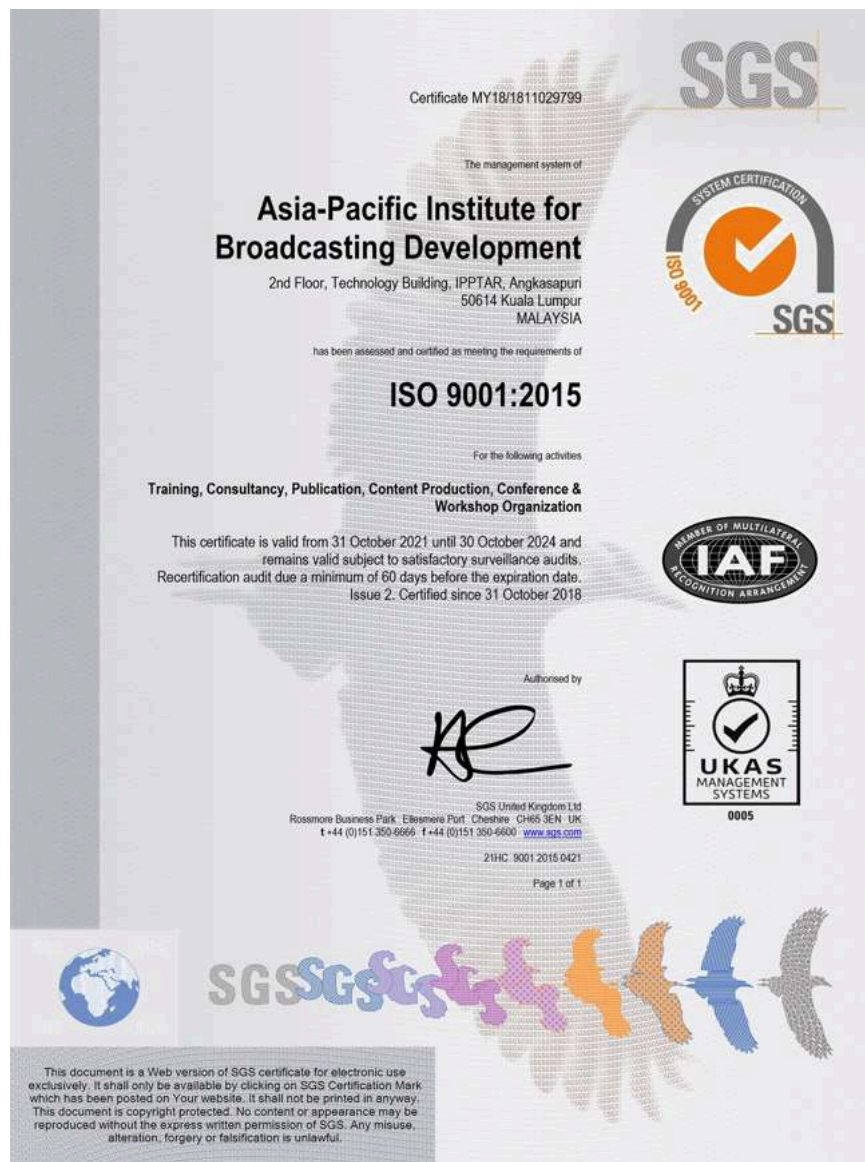 SGS
Certificate MY18/1811029799
The management system of
Asia-Pacific Institute for
Broadcasting Development
2nd Floor, Technology Building, IPPTAR, Angkasapuri
50614 Kuala Lumpur
MALAYSIA
has been assessed and certified as meeting the requirements of
ISO 9001:2015
For the following activities
Training, Consultancy, Publication, Content Production, Conference &
Workshop Organization
This certificate is valid from 31 October 2021 until 30 October 2024 and
remains valid subject to satisfactory surveillance audits.
Recertification audit due a minimum of 60 days before the expiration date.
Issue 2. Certified since 31 October 2018
Authorised by
SGS United Kingdom Ltd
Rossmore Business Park Ellesmere Port Cheshire CH65 3EN UK
t +44 (0)151 350-6666 f +44 (0)151 350-6600 www.sgs.com
21HC 9001 2015 0421
Page 1 of 1
SYSTEM CERTIFICATION
ISO 9001
SGS
MEMBER OF MULTILATERAL
IAF
RECOGNITION ARRANGEMENT
UKAS
MANAGEMENT
SYSTEMS
0005
SGS SGS SGS SGS
This document is a Web version of SGS certificate for electronic use
exclusively. It shall only be available by clicking on SGS Certification Mark
which has been posted on Your website. It shall not be printed in anyway.
This document is copyright protected. No content or appearance may be
reproduced without the express written permission of SGS. Any misuse,
alteration, forgery or falsification is unlawful.